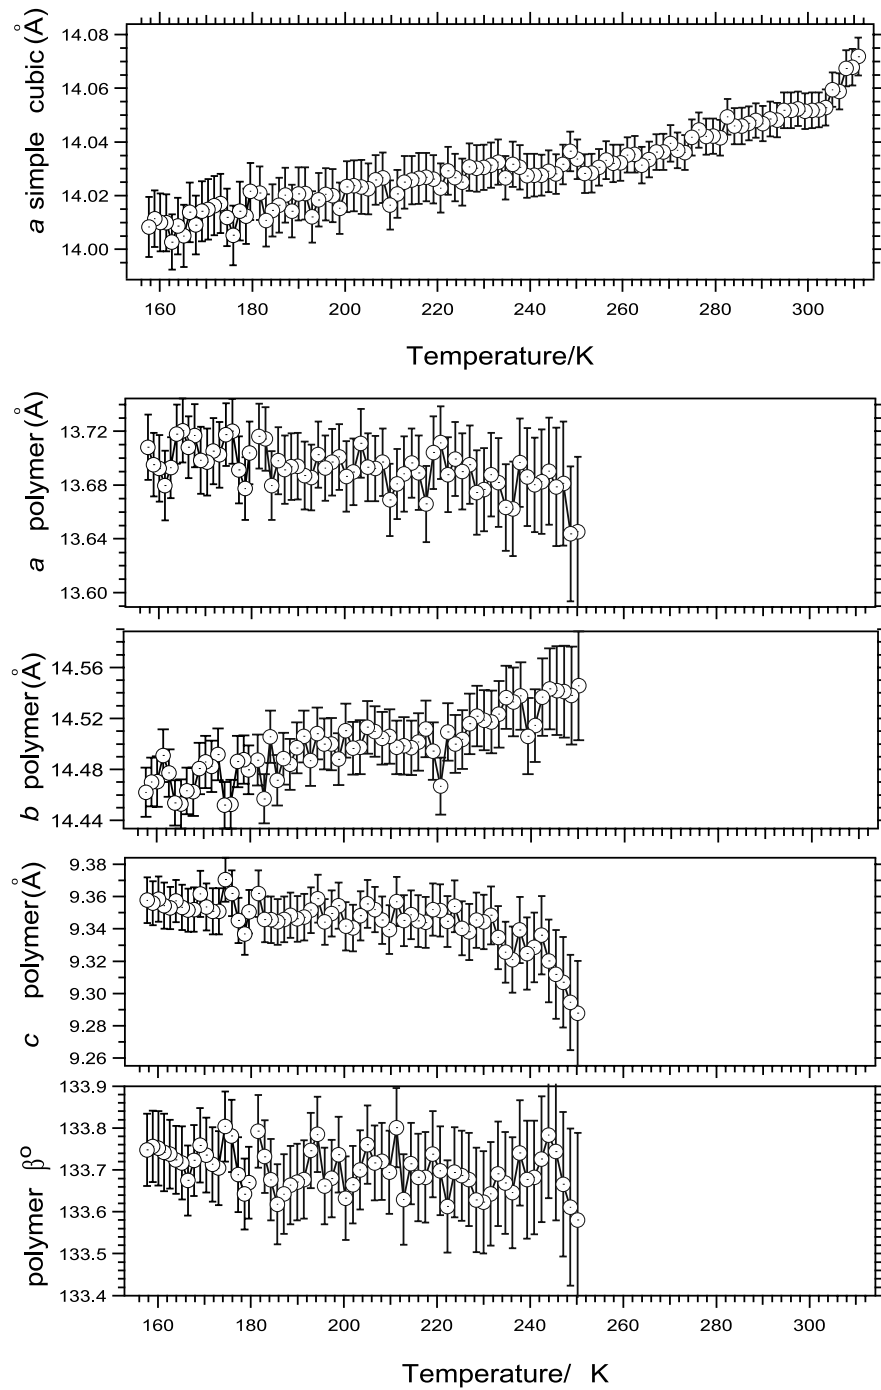 a simple cubic (Å)
14.08
14.06
14.04
14.02
14.00
160 180 200 220 240 260 280 300
Temperature/K
a polymer (Å)
13.72
13.68
13.64
13.60
b polymer (Å)
14.56
14.52
14.48
14.44
c polymer (Å)
9.38
9.36
9.34
9.32
9.30
9.28
9.26
polymer βº
133.9
133.8
133.7
133.6
133.5
133.4
160 180 200 220 240 260 280 300
Temperature/ K